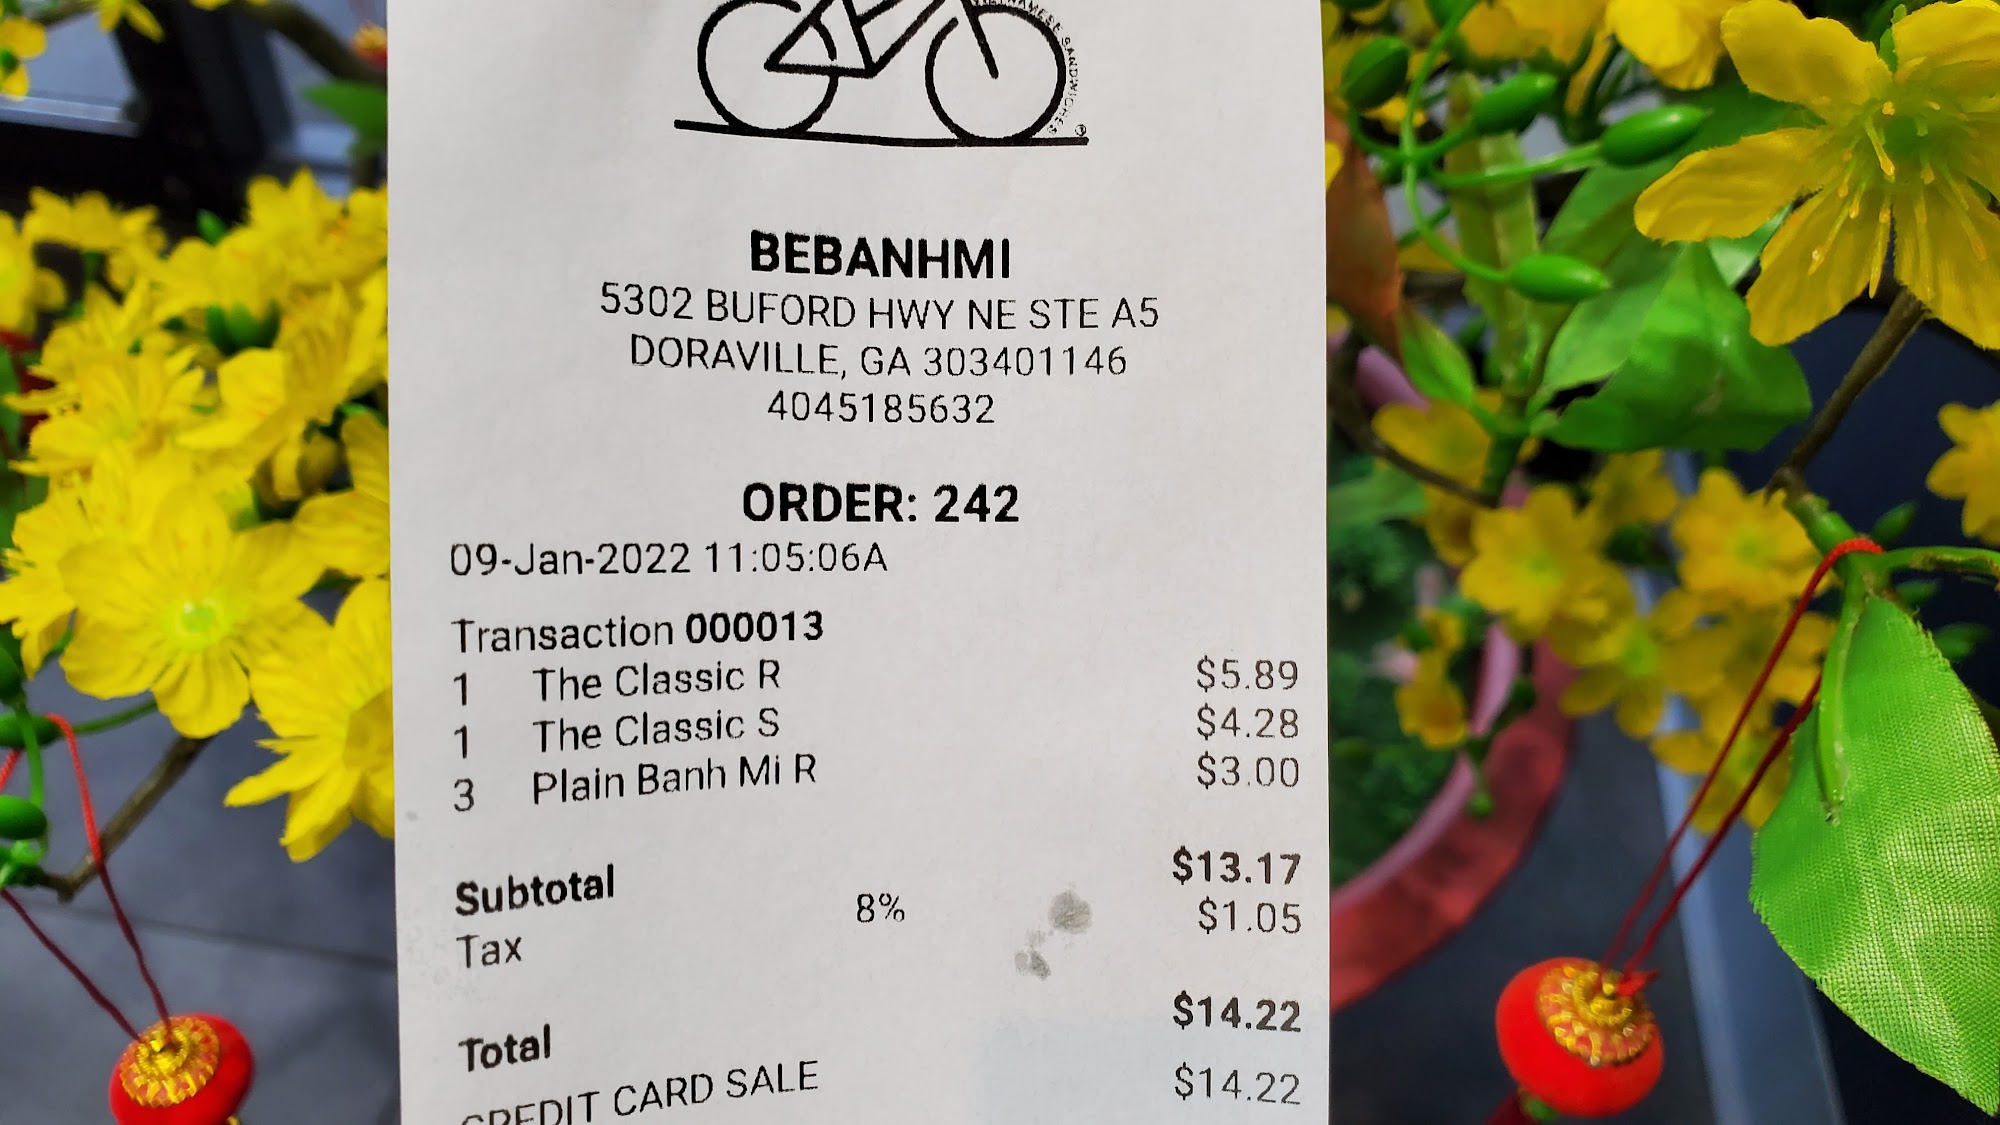 VIETNAMESE SANDWICHES
BEBANHMI
5302 BUFORD HWY NE STE A5
DORAVILLE, GA 303401146
4045185632
ORDER: 242
09-Jan-2022 11:05:06A
Transaction 000013
1 The Classic R $5.89
1 The Classic S $4.28
3 Plain Banh Mi R $3.00
Subtotal $13.17
Tax 8% $1.05
Total $14.22
CREDIT CARD SALE $14.22